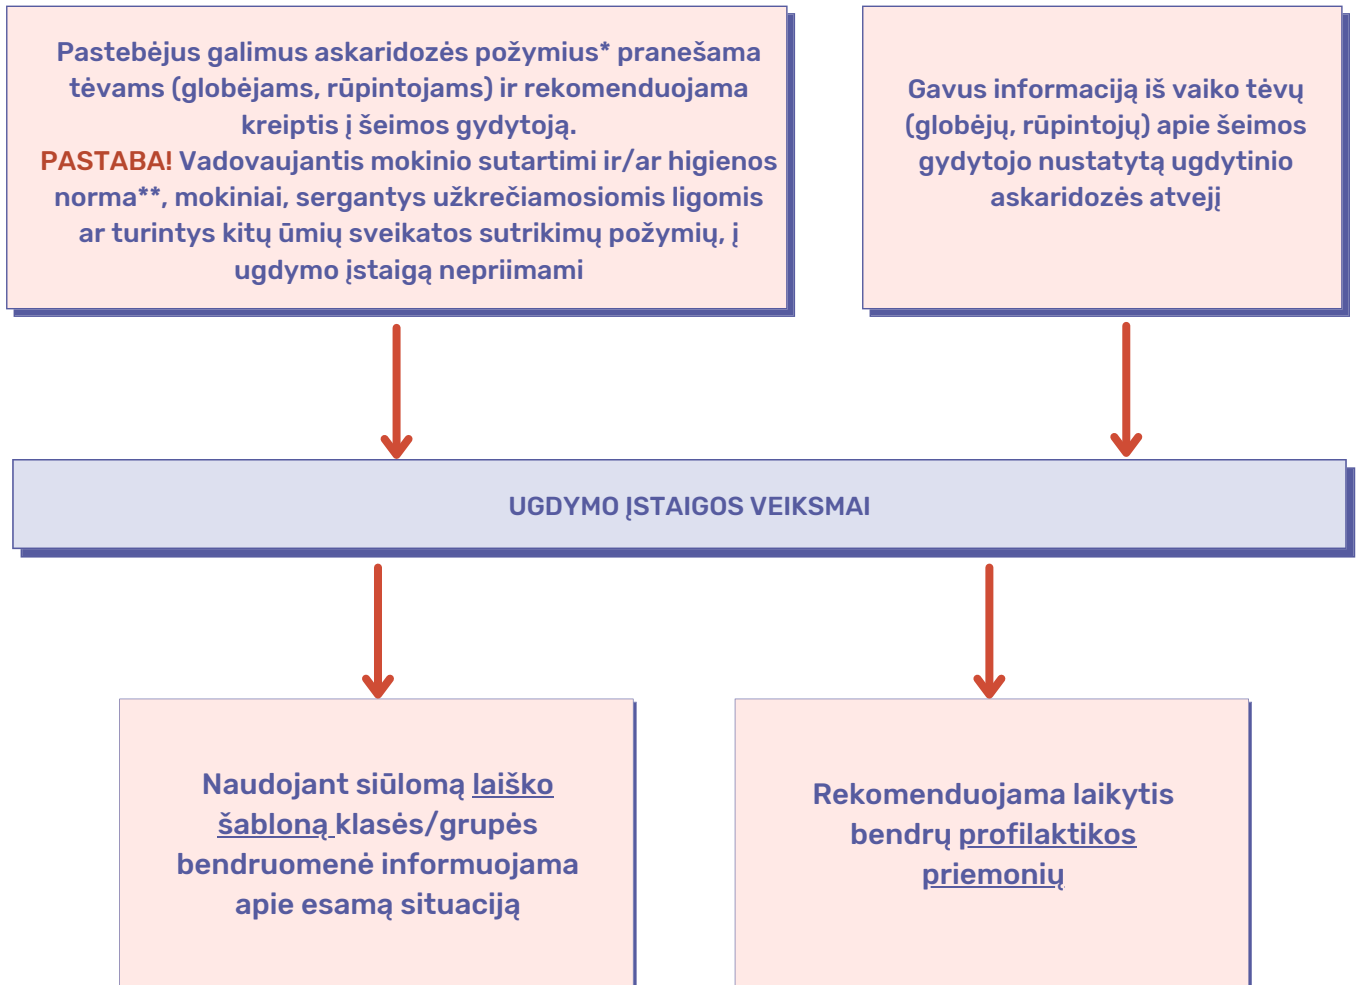 Pastebėjus galimus askaridozės požymius* pranešama
tėvams (globėjams, rūpintojams) ir rekomenduojama
kreiptis į šeimos gydytoją.
PASTABA! Vadovaujantis mokinio sutartimi ir/ar higienos
norma**, mokiniai, sergantys užkrečiamosiomis ligomis
ar turintys kitų ūmių sveikatos sutrikimų požymių, į
ugdymo įstaigą nepriimami
Gavus informaciją iš vaiko tėvų
(globėjų, rūpintojų) apie šeimos
gydytojo nustatytą ugdytinio
askaridozės atvejį
UGDYMO ĮSTAIGOS VEIKSMAI
Naudojant siūlomą laiško
šabloną klasės/grupės
bendruomenė informuojama
apie esamą situaciją
Rekomenduojama laikytis
bendrų profilaktikos
priemonių